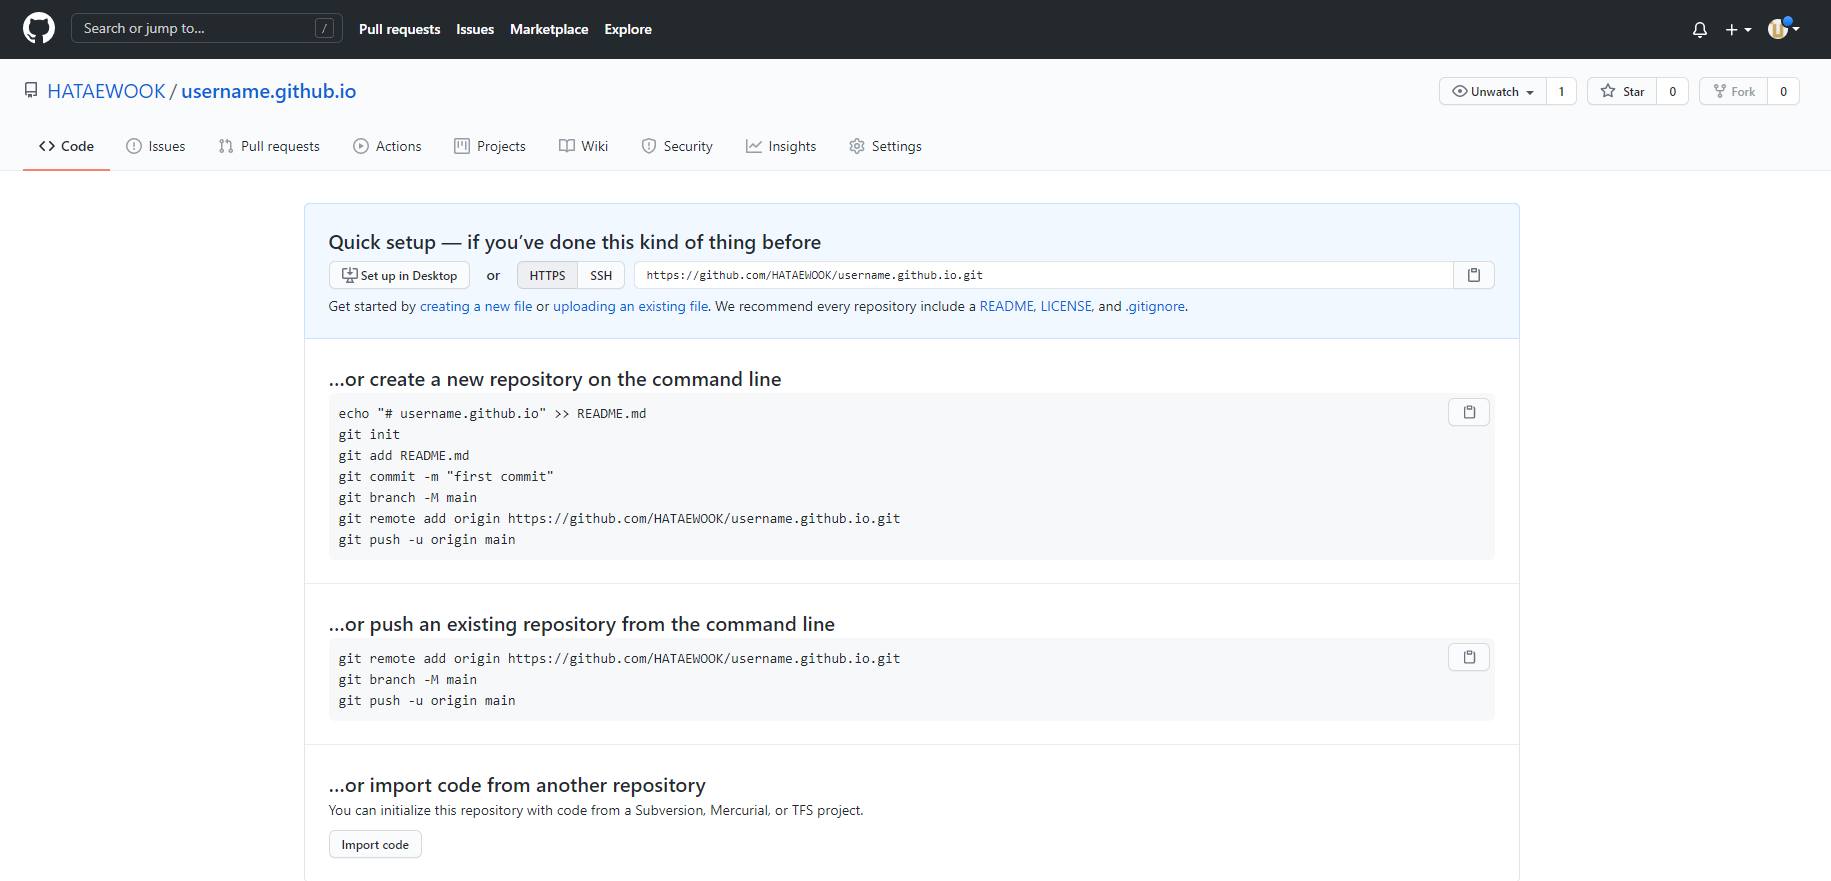 Search or jump to... /
Pull requests Issues Marketplace Explore
HATAEWOOK / username.github.io
Unwatch 1 Star 0 Fork 0
Code Issues Pull requests Actions Projects Wiki Security Insights Settings
Quick setup — if you’ve done this kind of thing before
Set up in Desktop or HTTPS SSH https://github.com/HATAEWOOK/username.github.io.git
Get started by creating a new file or uploading an existing file. We recommend every repository include a README, LICENSE, and .gitignore.
…or create a new repository on the command line
echo "# username.github.io" >> README.md
git init
git add README.md
git commit -m "first commit"
git branch -M main
git remote add origin https://github.com/HATAEWOOK/username.github.io.git
git push -u origin main
…or push an existing repository from the command line
git remote add origin https://github.com/HATAEWOOK/username.github.io.git
git branch -M main
git push -u origin main
…or import code from another repository
You can initialize this repository with code from a Subversion, Mercurial, or TFS project.
Import code